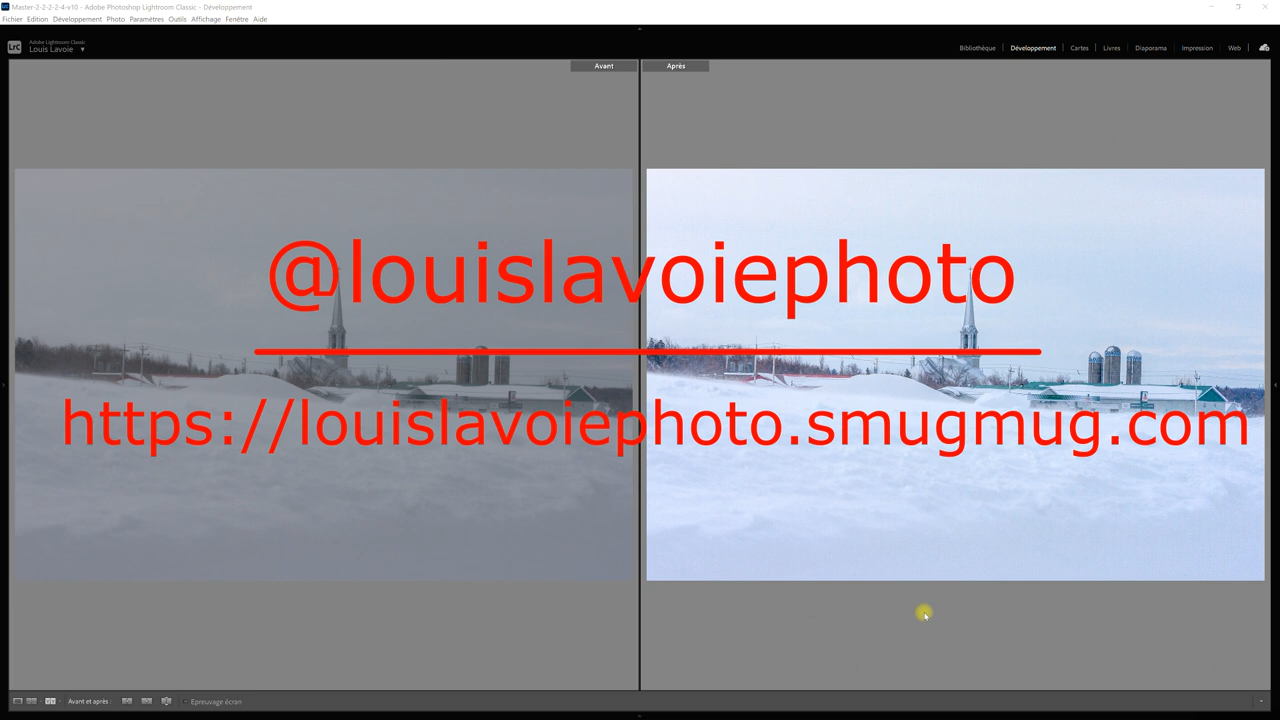 Master-2-2-2-2-4-v10 - Adobe Photoshop Lightroom Classic - Développement
Fichier Edition Développement Photo Paramètres Outils Affichage Fenêtre Aide
LrC
Adobe Lightroom Classic
Louis Lavoie
Bibliothèque | Développement | Cartes | Livres | Diaporama | Impression | Web |
Avant
Après
@louislavoiephoto
https://louislavoiephoto.smugmug.com
Avant et après :
Epreuvage écran